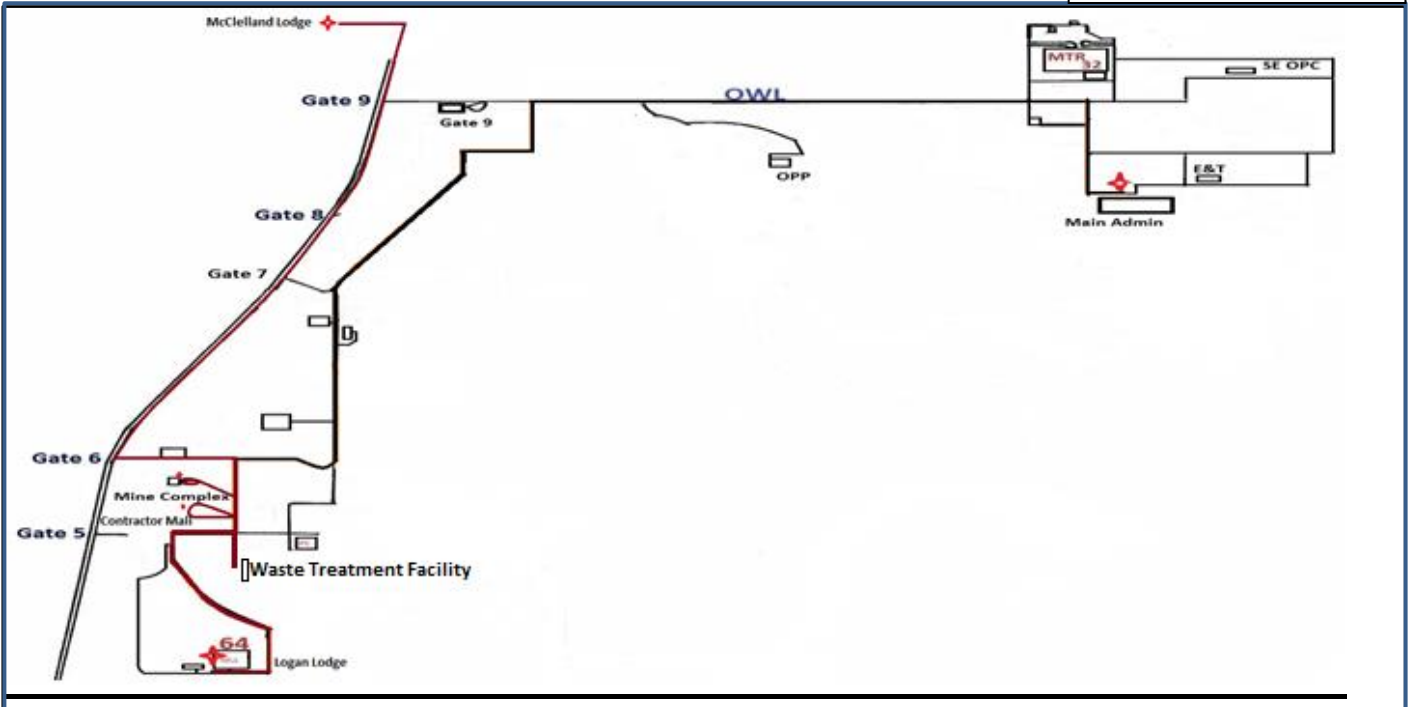 McClelland Lodge
MTR
32
SE OPC
Gate 9
OWL
Gate 9
OPP
E&T
Gate 8
Main Admin
Gate 7
Gate 6
Mine Complex
Contractor Mall
Gate 5
Waste Treatment Facility
64
Logan Lodge